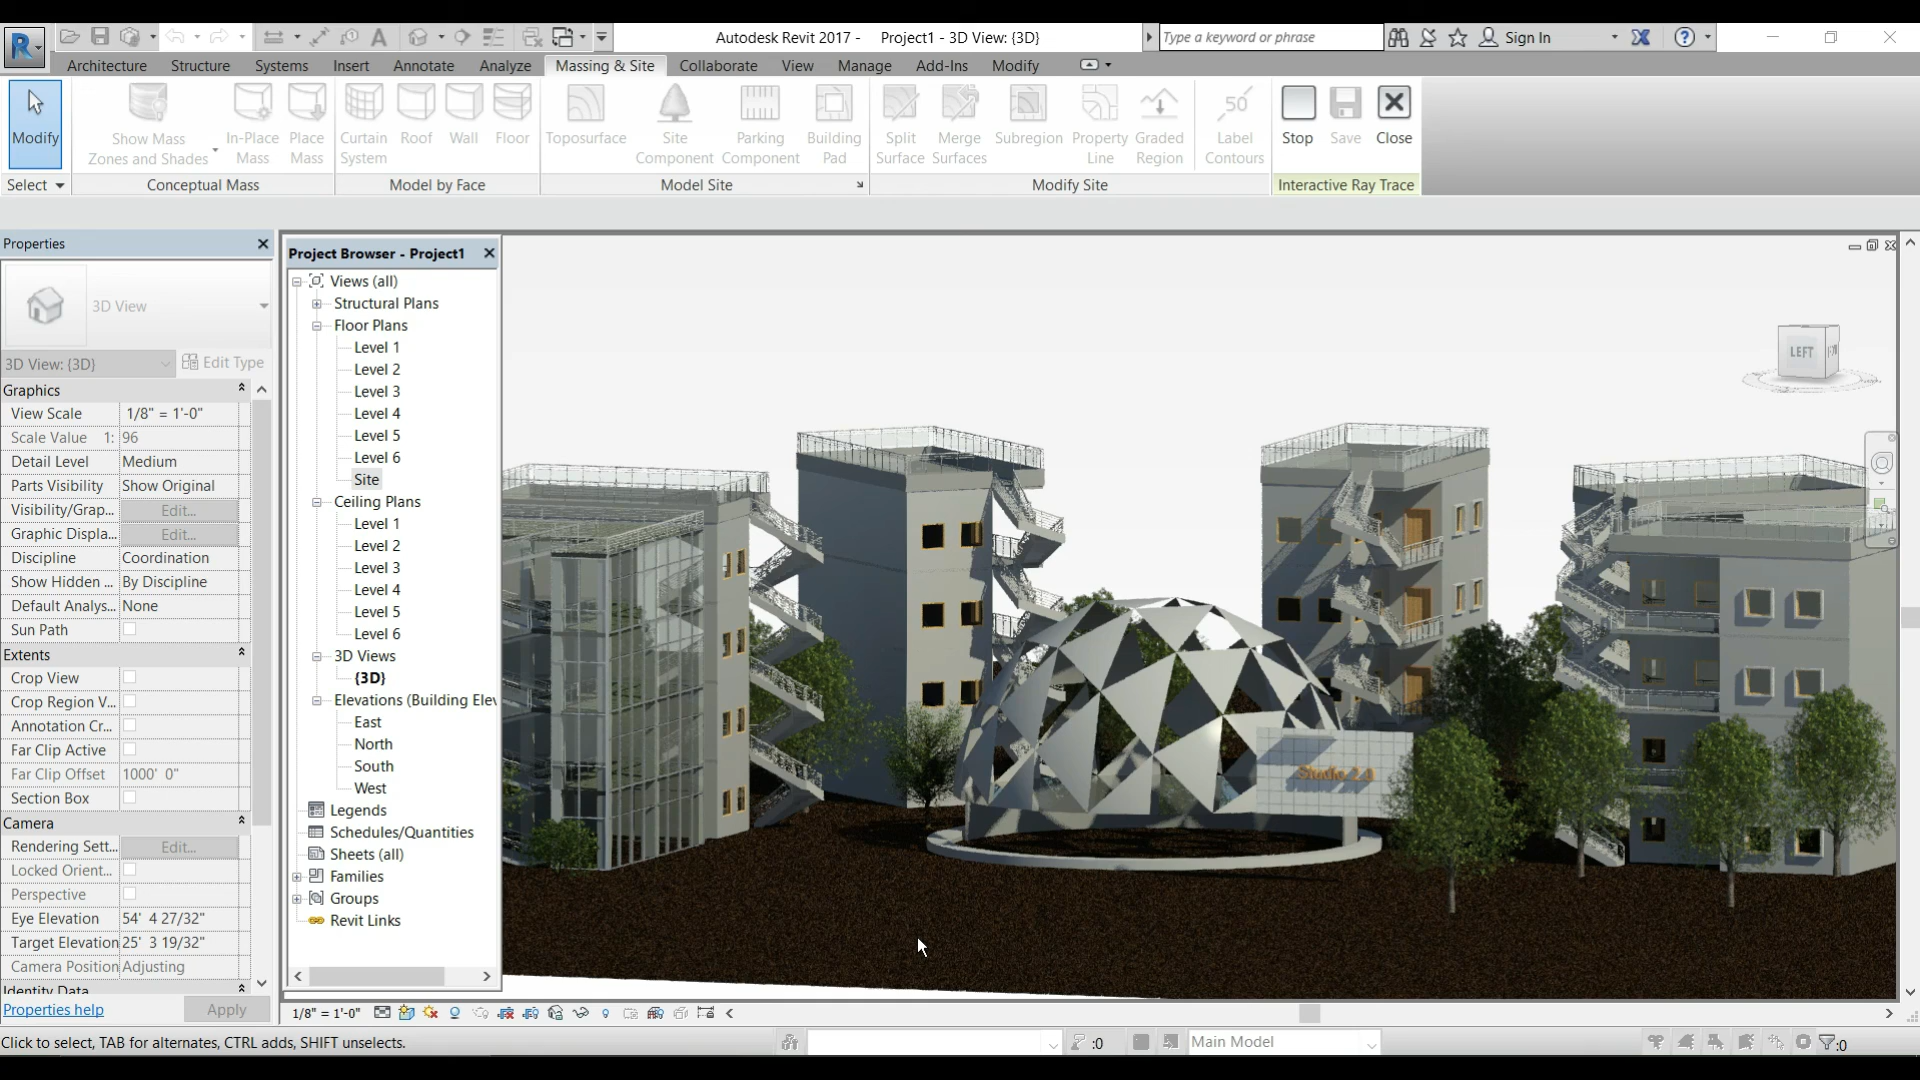 R
A
Autodesk Revit 2017 - Project1 - 3D View: {3D}
Type a keyword or phrase
Sign In
?
Architecture Structure Systems Insert Annotate Analyze Massing & Site Collaborate View Manage Add-Ins Modify
Modify
Show Mass
Zones and Shades
In-Place
Mass
Place
Mass
Curtain
System
Roof
Wall
Floor
Toposurface
Site
Component
Parking
Component
Building
Pad
Split
Surface
Merge
Surfaces
Subregion
Property
Line
Graded
Region
50
Label
Contours
Stop
Save
Close
Select
Conceptual Mass
Model by Face
Model Site
Modify Site
Interactive Ray Trace
Properties
3D View
3D View: {3D}
Edit Type
Graphics
View Scale 1/8" = 1'-0"
Scale Value 1: 96
Detail Level Medium
Parts Visibility Show Original
Visibility/Grap... Edit...
Graphic Displa... Edit...
Discipline Coordination
Show Hidden ... By Discipline
Default Analys... None
Sun Path
Extents
Crop View
Crop Region V...
Annotation Cr...
Far Clip Active
Far Clip Offset 1000' 0"
Section Box
Camera
Rendering Sett... Edit...
Locked Orient...
Perspective
Eye Elevation 54' 4 27/32"
Target Elevation 25' 3 19/32"
Camera Position Adjusting
Identity Data
Properties help
Apply
Project Browser - Project1
Views (all)
Structural Plans
Floor Plans
Level 1
Level 2
Level 3
Level 4
Level 5
Level 6
Site
Ceiling Plans
Level 1
Level 2
Level 3
Level 4
Level 5
Level 6
3D Views
{3D}
Elevations (Building Elev
East
North
South
West
Legends
Schedules/Quantities
Sheets (all)
Families
Groups
Revit Links
LEFT
1/8" = 1'-0"
Click to select, TAB for alternates, CTRL adds, SHIFT unselects.
:0
Main Model
:0